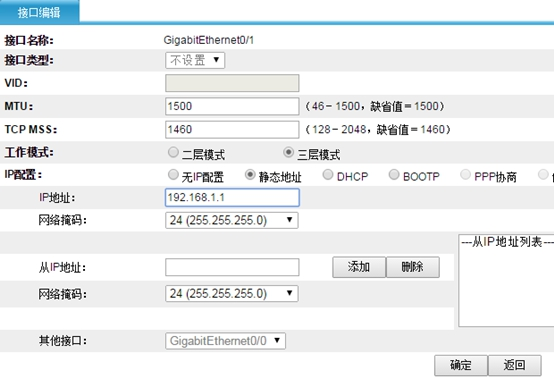 接口编辑
接口名称： GigabitEthernet0/1
接口类型： 不设置
VID：
MTU： 1500 （46－1500，缺省值＝1500）
TCP MSS： 1460 （128－2048，缺省值＝1460）
工作模式： 二层模式 三层模式
IP配置： 无IP配置 静态地址 DHCP BOOTP PPP协商
IP地址： 192.168.1.1
网络掩码： 24 (255.255.255.0)
---从IP地址列表---
从IP地址： 添加 删除
网络掩码： 24 (255.255.255.0)
其他接口： GigabitEthernet0/0
确定 返回